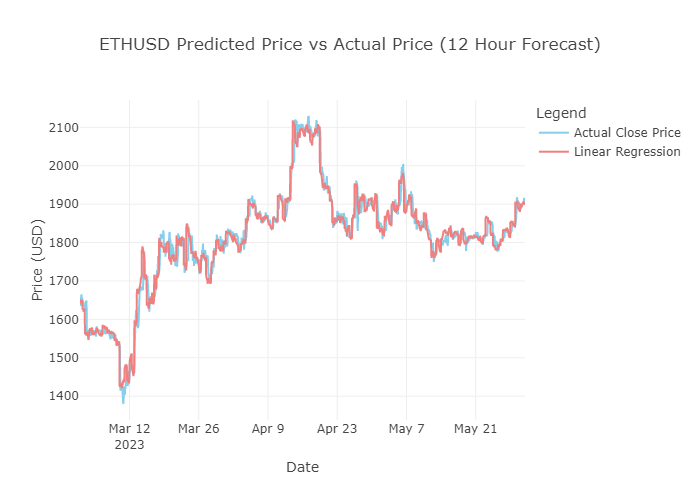 ETHUSD Predicted Price vs Actual Price (12 Hour Forecast)
Legend
Actual Close Price
Linear Regression
Price (USD)
2100
2000
1900
1800
1700
1600
1500
1400
Mar 12
2023
Mar 26
Apr 9
Apr 23
May 7
May 21
Date